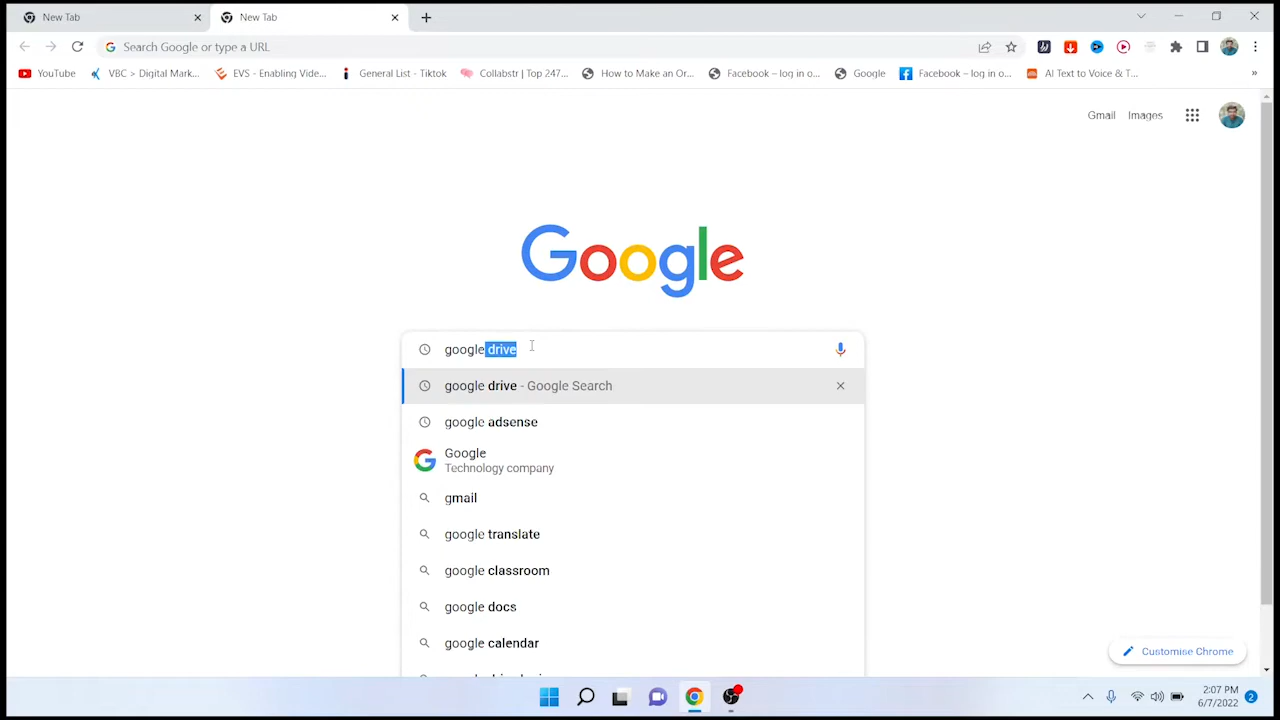 New Tab
New Tab
Search Google or type a URL
YouTube
VBC > Digital Mark...
EVS - Enabling Vide...
General List - Tiktok
Collabstr | Top 247...
How to Make an Or...
Facebook – log in o...
Google
Facebook – log in o...
AI Text to Voice & T...
Gmail
Images
Google
google drive
google drive - Google Search
google adsense
Google
Technology company
gmail
google translate
google classroom
google docs
google calendar
Customise Chrome
2:07 PM
6/7/2022
2